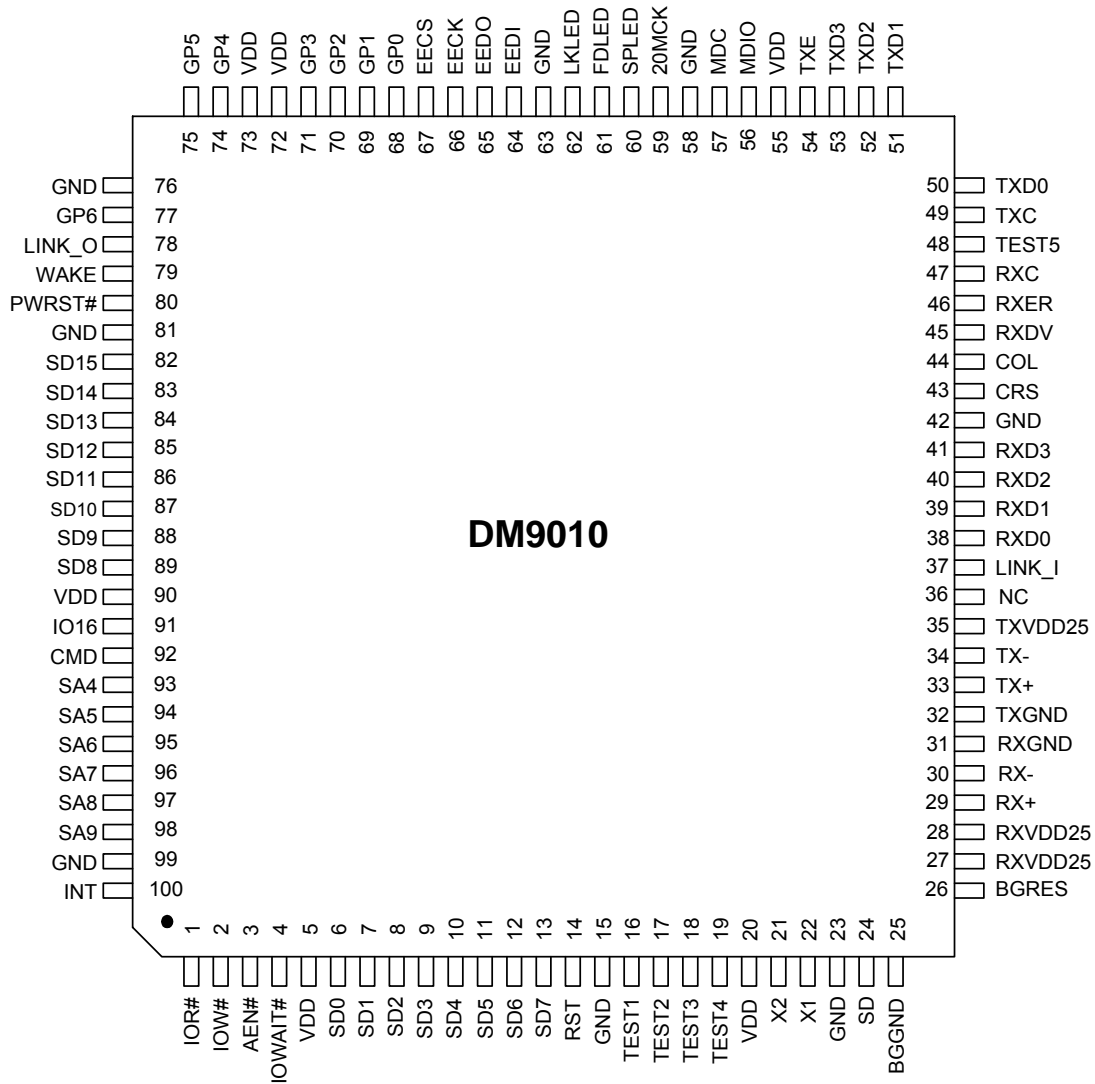 GP5 GP4 VDD VDD GP3 GP2 GP1 GP0 EECS EECK EEDO EEDI GND LKLED FDLED SPLED 20MCK GND MDC MDIO VDD TXE TXD3 TXD2 TXD1
75 74 73 72 71 70 69 68 67 66 65 64 63 62 61 60 59 58 57 56 55 54 53 52 51
GND 76 50 TXD0
GP6 77 49 TXC
LINK_O 78 48 TEST5
WAKE 79 47 RXC
PWRST# 80 46 RXER
GND 81 45 RXDV
SD15 82 44 COL
SD14 83 43 CRS
SD13 84 42 GND
SD12 85 41 RXD3
SD11 86 40 RXD2
SD10 87 39 RXD1
SD9 88 38 RXD0
DM9010
SD8 89 37 LINK_I
VDD 90 36 NC
IO16 91 35 TXVDD25
CMD 92 34 TX-
SA4 93 33 TX+
SA5 94 32 TXGND
SA6 95 31 RXGND
SA7 96 30 RX-
SA8 97 29 RX+
SA9 98 28 RXVDD25
GND 99 27 RXVDD25
INT 100 26 BGRES
1 2 3 4 5 6 7 8 9 10 11 12 13 14 15 16 17 18 19 20 21 22 23 24 25
IOR# IOW# AEN# IOWAIT# VDD SD0 SD1 SD2 SD3 SD4 SD5 SD6 SD7 RST GND TEST1 TEST2 TEST3 TEST4 VDD X2 X1 GND SD BGGND